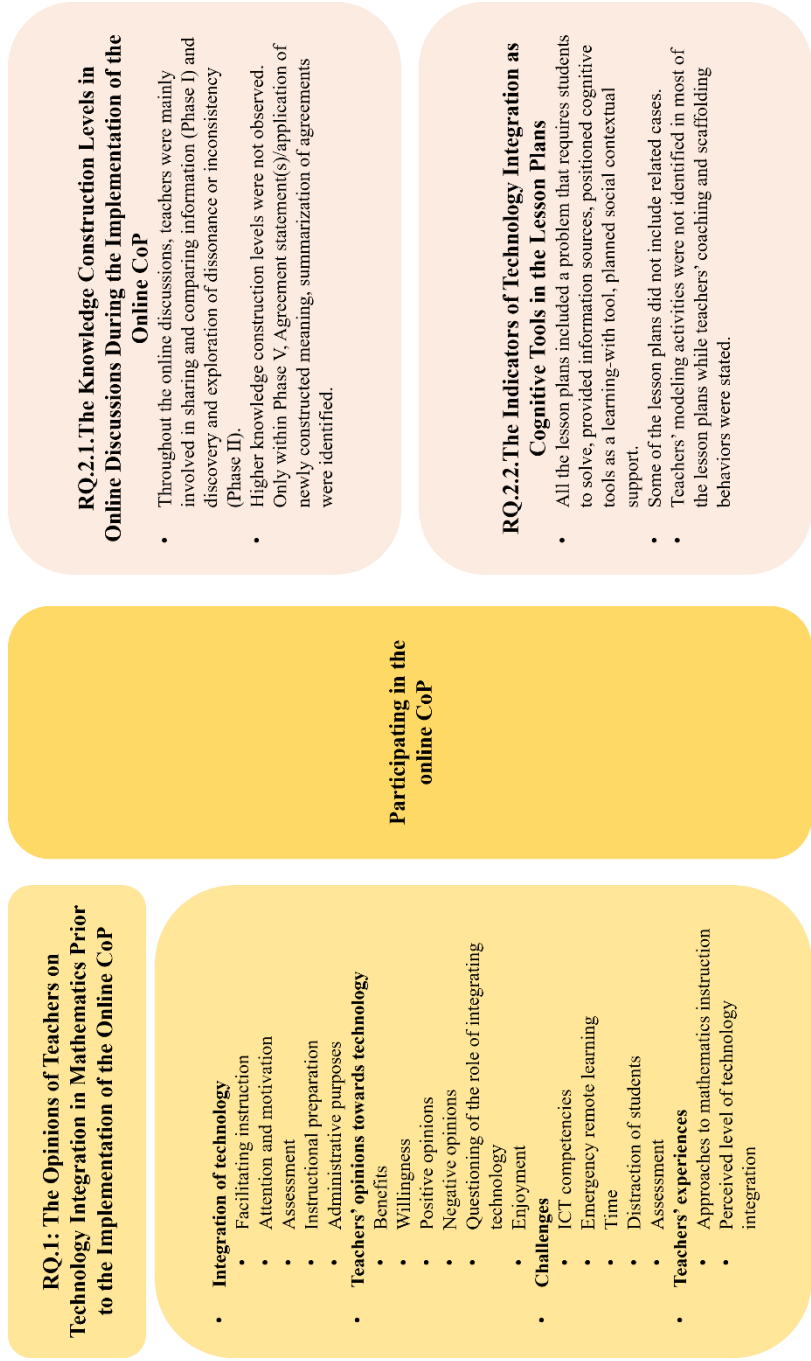 RQ.1: The Opinions of Teachers on
Technology Integration in Mathematics Prior
to the Implementation of the Online CoP
• Integration of technology
• Facilitating instruction
• Attention and motivation
• Assessment
• Instructional preparation
• Administrative purposes
• Teachers' opinions towards technology
• Benefits
• Willingness
• Positive opinions
• Negative opinions
• Questioning of the role of integrating
technology
• Enjoyment
• Challenges
• ICT competencies
• Emergency remote learning
• Time
• Distraction of students
• Assessment
• Teachers' experiences
• Approaches to mathematics instruction
• Perceived level of technology
integration
Participating in the
online CoP
RQ.2.1.The Knowledge Construction Levels in
Online Discussions During the Implementation of the
Online CoP
• Throughout the online discussions, teachers were mainly
involved in sharing and comparing information (Phase I) and
discovery and exploration of dissonance or inconsistency
(Phase II).
• Higher knowledge construction levels were not observed.
Only within Phase V, Agreement statement(s)/application of
newly constructed meaning, summarization of agreements
were identified.
RQ.2.2.The Indicators of Technology Integration as
Cognitive Tools in the Lesson Plans
• All the lesson plans included a problem that requires students
to solve, provided information sources, positioned cognitive
tools as a learning-with tool, planned social contextual
support.
• Some of the lesson plans did not include related cases.
• Teachers' modeling activities were not identified in most of
the lesson plans while teachers' coaching and scaffolding
behaviors were stated.